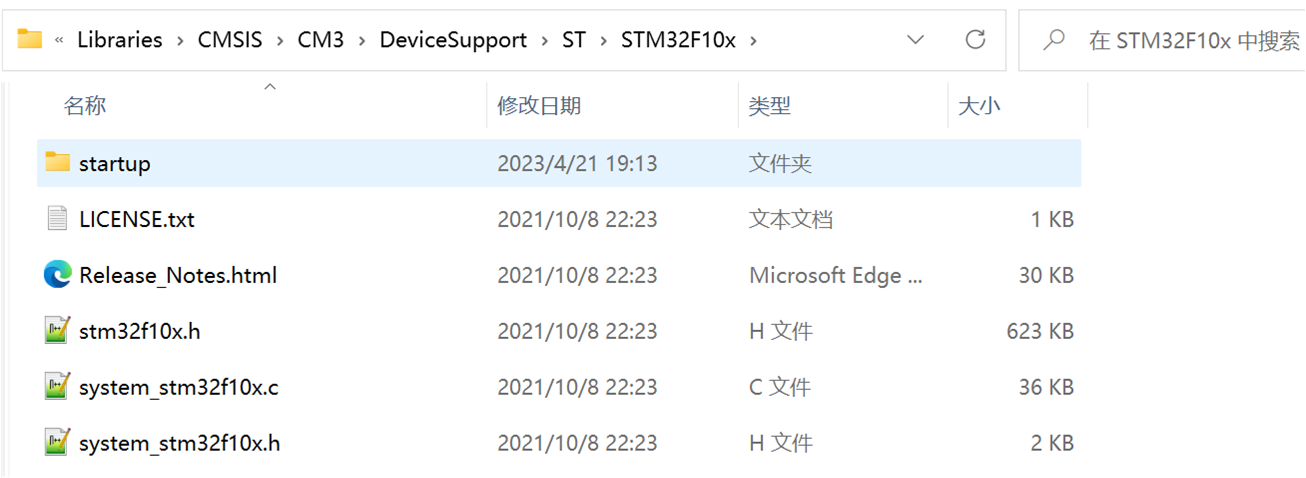 « Libraries › CMSIS › CM3 › DeviceSupport › ST › STM32F10x › 在 STM32F10x 中搜索
名称 修改日期 类型 大小
startup 2023/4/21 19:13 文件夹
LICENSE.txt 2021/10/8 22:23 文本文档 1 KB
Release_Notes.html 2021/10/8 22:23 Microsoft Edge ... 30 KB
stm32f10x.h 2021/10/8 22:23 H 文件 623 KB
system_stm32f10x.c 2021/10/8 22:23 C 文件 36 KB
system_stm32f10x.h 2021/10/8 22:23 H 文件 2 KB